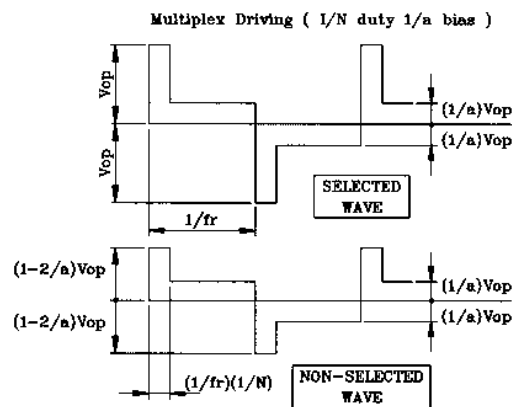 Multiplex Driving ( I/N duty 1/a bias )
Vop
Vop
(1/a)Vop
(1/a)Vop
SELECTED
WAVE
1/fr
(1-2/a)Vop
(1-2/a)Vop
(1/a)Vop
(1/a)Vop
(1/fr)(1/N)
NON-SELECTED
WAVE